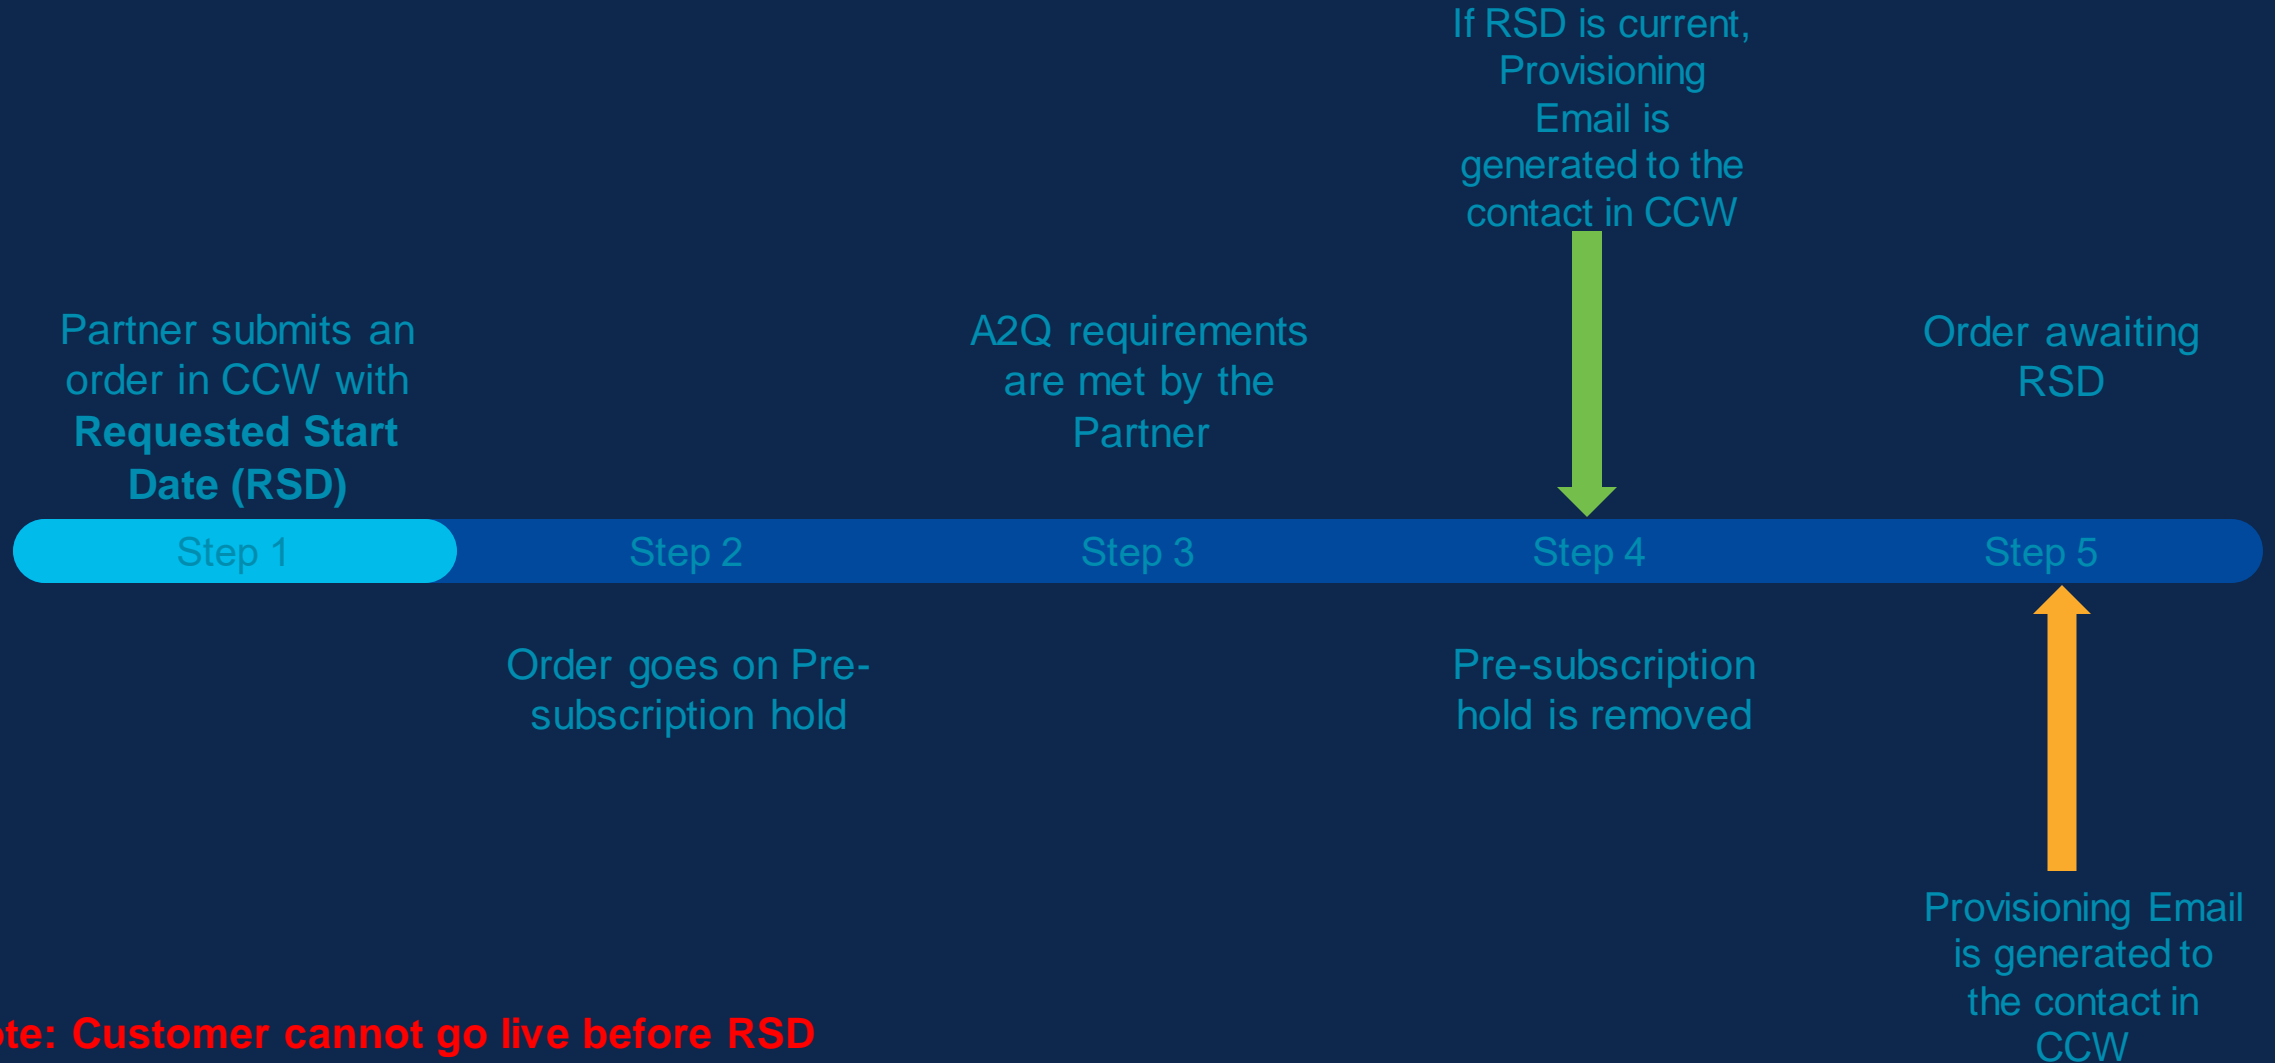 If RSD is current,
Provisioning
Email is
generated to the
contact in CCW
Partner submits an
order in CCW with
Requested Start
Date (RSD)
A2Q requirements
are met by the
Partner
Order awaiting
RSD
Step 1
Step 2
Step 3
Step 4
Step 5
Order goes on Pre-
subscription hold
Pre-subscription
hold is removed
Provisioning Email
is generated to
the contact in
CCW
Customer cannot go live before RSD